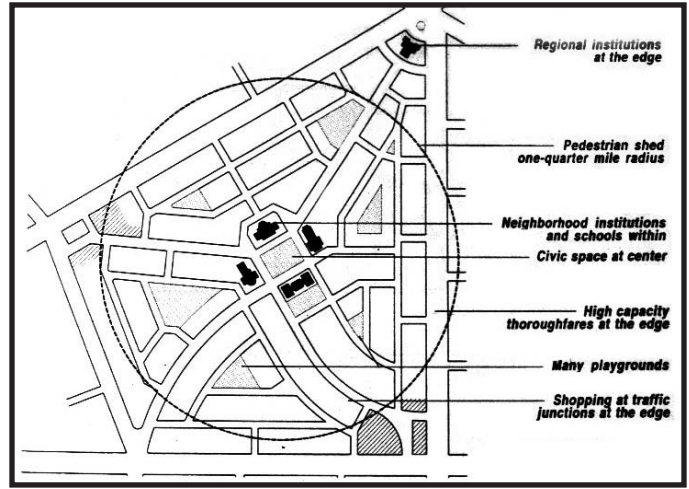 Regional institutions
at the edge
Pedestrian shed
one-quarter mile radius
Neighborhood institutions
and schools within
Civic space at center
High capacity
thoroughfares at the edge
Many playgrounds
Shopping at traffic
junctions at the edge